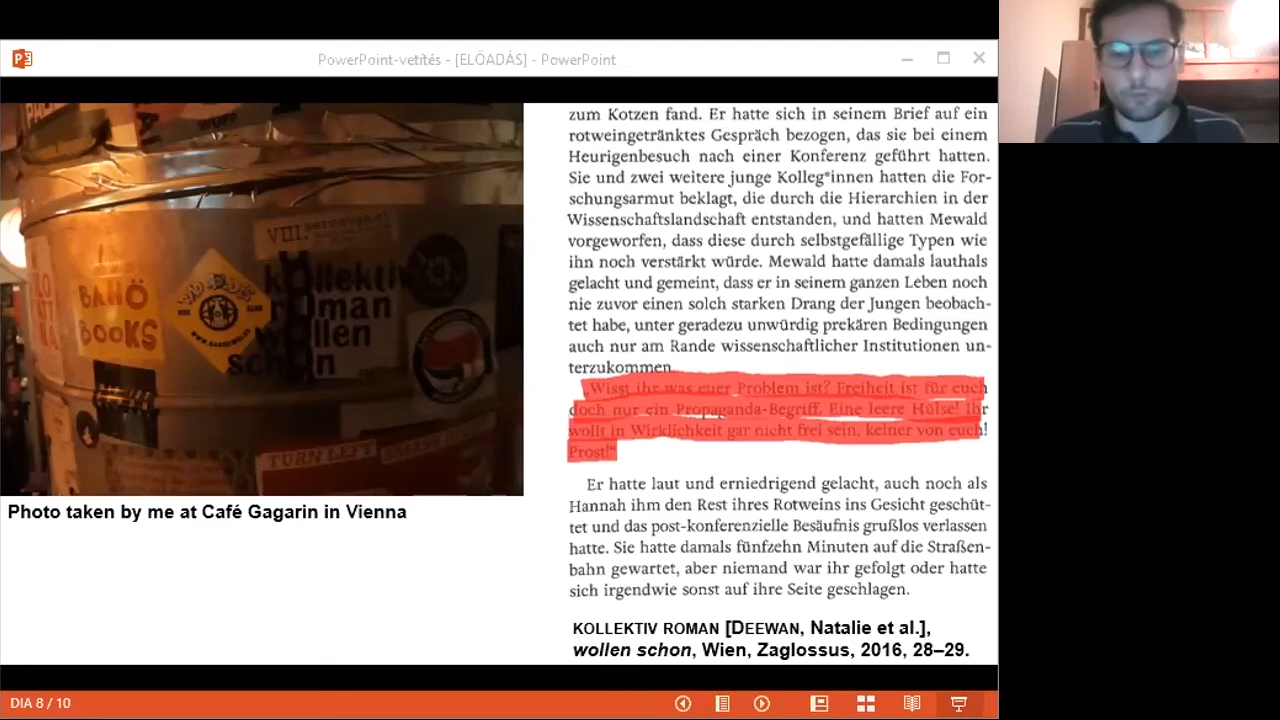 PowerPoint-vetítés - [ELŐADÁS] - PowerPoint
VIII.
BAHÖ
BOOKS
kollektiv
roman
wollen
schon
TURN LEFT
Photo taken by me at Café Gagarin in Vienna
zum Kotzen fand. Er hatte sich in seinem Brief auf ein
rotweingetränktes Gespräch bezogen, das sie bei einem
Heurigenbesuch nach einer Konferenz geführt hatten.
Sie und zwei weitere junge Kolleg*innen hatten die For-
schungsarmut beklagt, die durch die Hierarchien in der
Wissenschaftslandschaft entstanden, und hatten Mewald
vorgeworfen, dass diese durch selbstgefällige Typen wie
ihn noch verstärkt würde. Mewald hatte damals lauthals
gelacht und gemeint, dass er in seinem ganzen Leben noch
nie zuvor einen solch starken Drang der Jungen beobach-
tet habe, unter geradezu unwürdig prekären Bedingungen
auch nur am Rande wissenschaftlicher Institutionen un-
terzukommen.
„Wisst ihr was euer Problem ist? Freiheit ist für euch
doch nur ein Propaganda-Begriff. Eine leere Hülse! Ihr
wollt in Wirklichkeit gar nicht frei sein, keiner von euch!
Prost!“
Er hatte laut und erniedrigend gelacht, auch noch als
Hannah ihm den Rest ihres Rotweins ins Gesicht geschüt-
tet und das post-konferenzielle Besäufnis grußlos verlassen
hatte. Sie hatte damals fünfzehn Minuten auf die Straßen-
bahn gewartet, aber niemand war ihr gefolgt oder hatte
sich irgendwie sonst auf ihre Seite geschlagen.
KOLLEKTIV ROMAN [DEEWAN, Natalie et al.],
wollen schon, Wien, Zaglossus, 2016, 28–29.
DIA 8 / 10